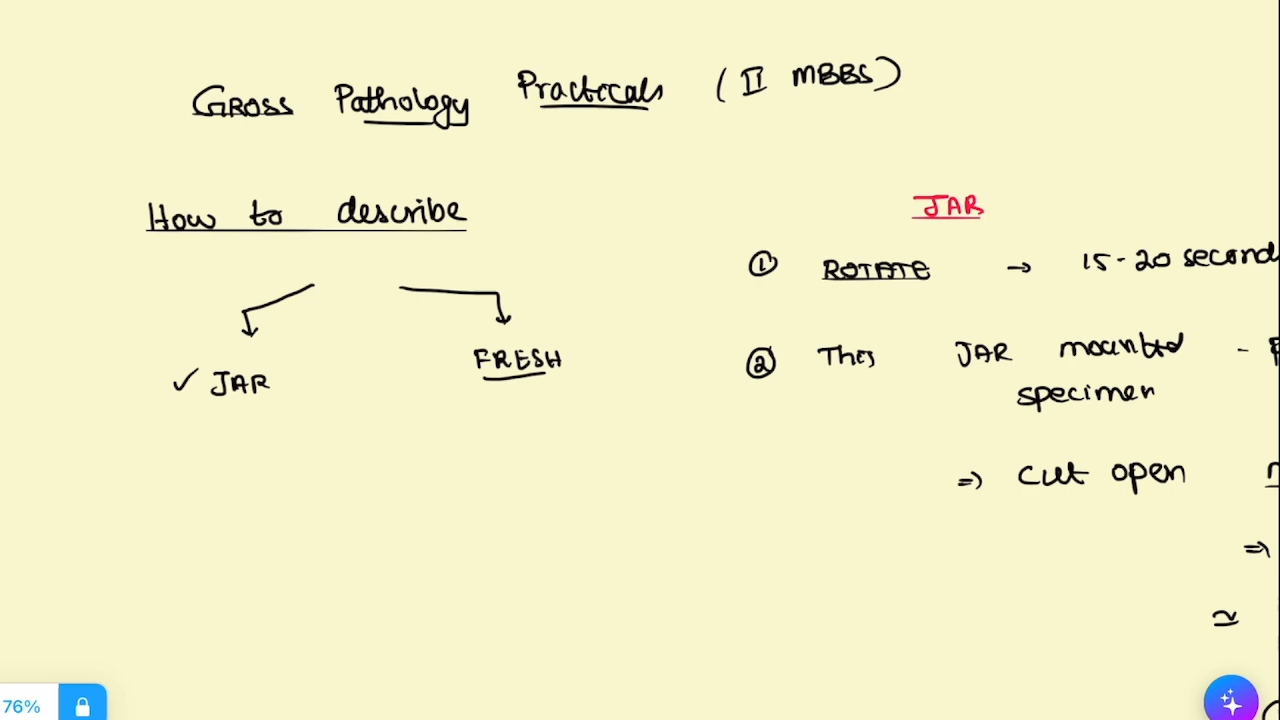 GROSS Pathology Practicals (II MBBS)
How to describe
✓ JAR
FRESH
JAR
① ROTATE → 15-20 second
② This JAR mounted -
specimen
⇒ cut open
⇒
≃
76%